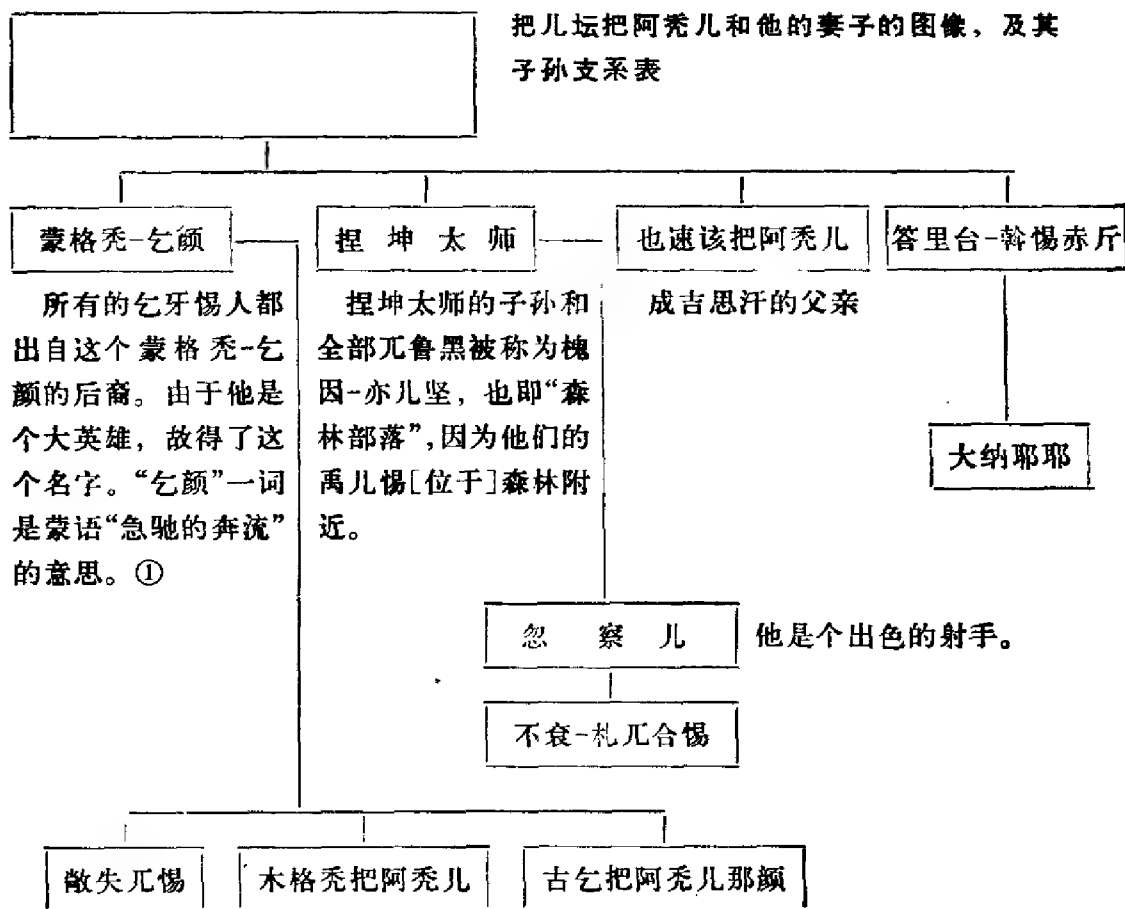 把儿坛把阿秃儿和他的妻子的图像，及其
子孙支系表
蒙格秃-乞颜
捏坤太师
也速该把阿秃儿
答里台-斡惕赤斤
所有的乞牙惕人都
出自这个蒙格秃-乞
颜的后裔。由于他是
个大英雄，故得了这
个名字。“乞颜”一词
是蒙语“急驰的奔流”
的意思。①
捏坤太师的子孙和
全部兀鲁黑被称为槐
因-亦儿坚，也即“森
林部落”，因为他们的
禹儿惕[位于]森林附
近。
成吉思汗的父亲
大纳耶耶
忽察儿
他是个出色的射手。
不衮-札兀合惕
敞失兀惕
木格秃把阿秃儿
古乞把阿秃儿那颜